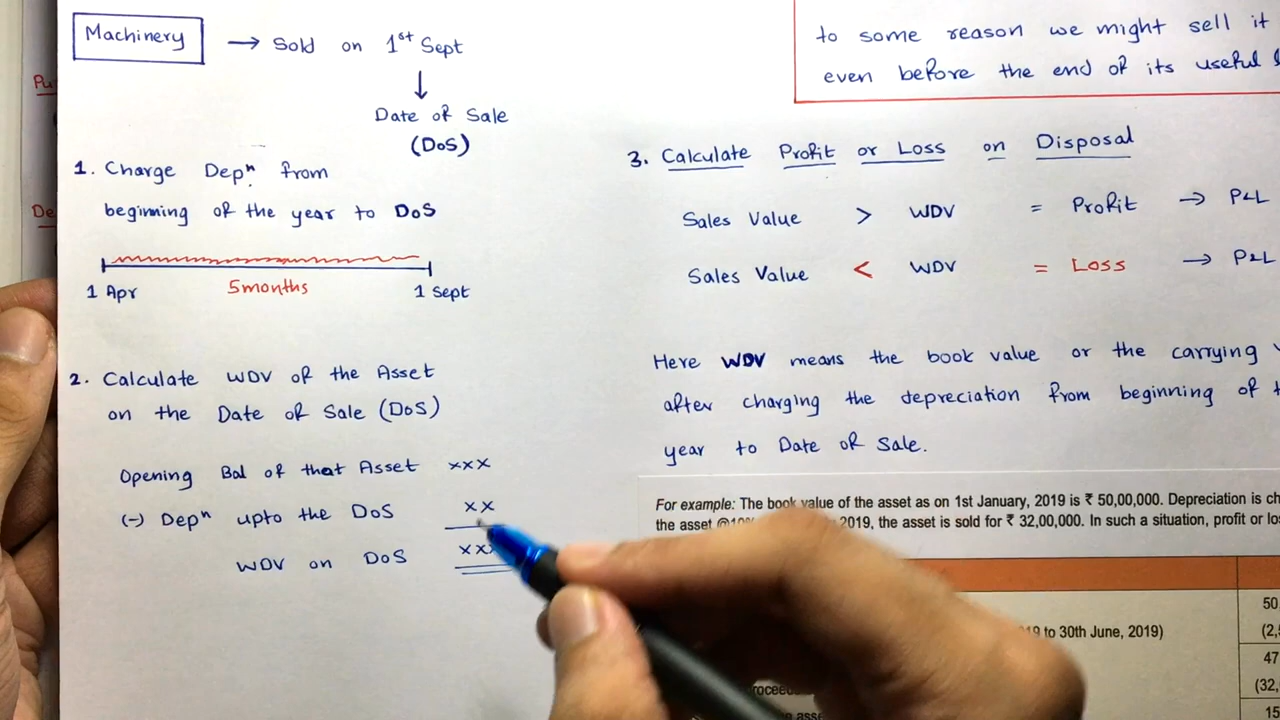 Machinery → Sold on 1st Sept
↓
Date of Sale
(DoS)
1. Charge Depn from
beginning of the year to DoS
5months
1 Apr 1 Sept
2. Calculate WDV of the Asset
on the Date of Sale (DoS)
Opening Bal of that Asset xxx
(-) Depn upto the DoS xx
WDV on DoS
to some reason we might sell it
even before the end of its useful
3. Calculate Profit or Loss on Disposal
Sales Value > WDV = Profit → P&L
Sales Value < WDV = Loss → P&L
Here WDV means the book value or the carrying
after charging the depreciation from beginning of
year to Date of Sale.
For example: The book value of the asset as on 1st January, 2019 is ₹ 50,00,000. Depreciation is
the asset 2019, the asset is sold for ₹ 32,00,000. In such a situation, profit or
50
to 30th June, 2019) (2,
47
(32,
15